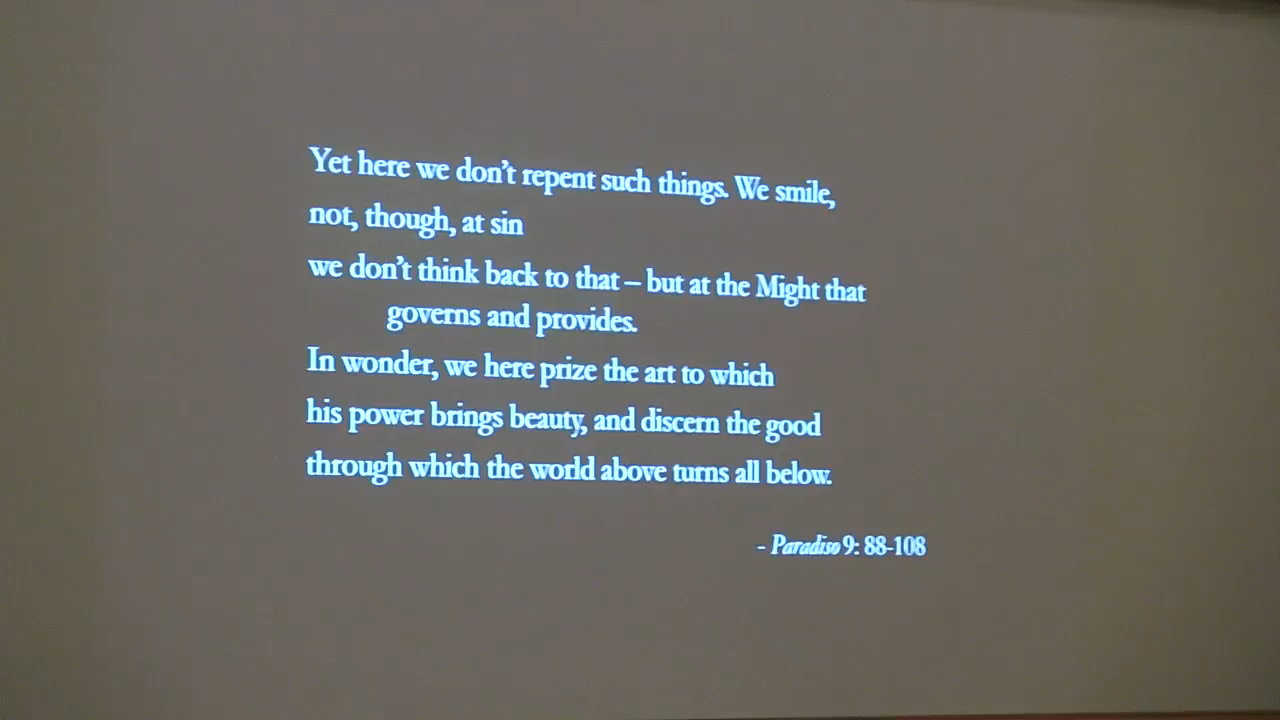 Yet here we don't repent such things. We smile,
not, though, at sin
we don't think back to that – but at the Might that
governs and provides.
In wonder, we here prize the art to which
his power brings beauty, and discern the good
through which the world above turns all below.
- Paradiso 9: 88-108